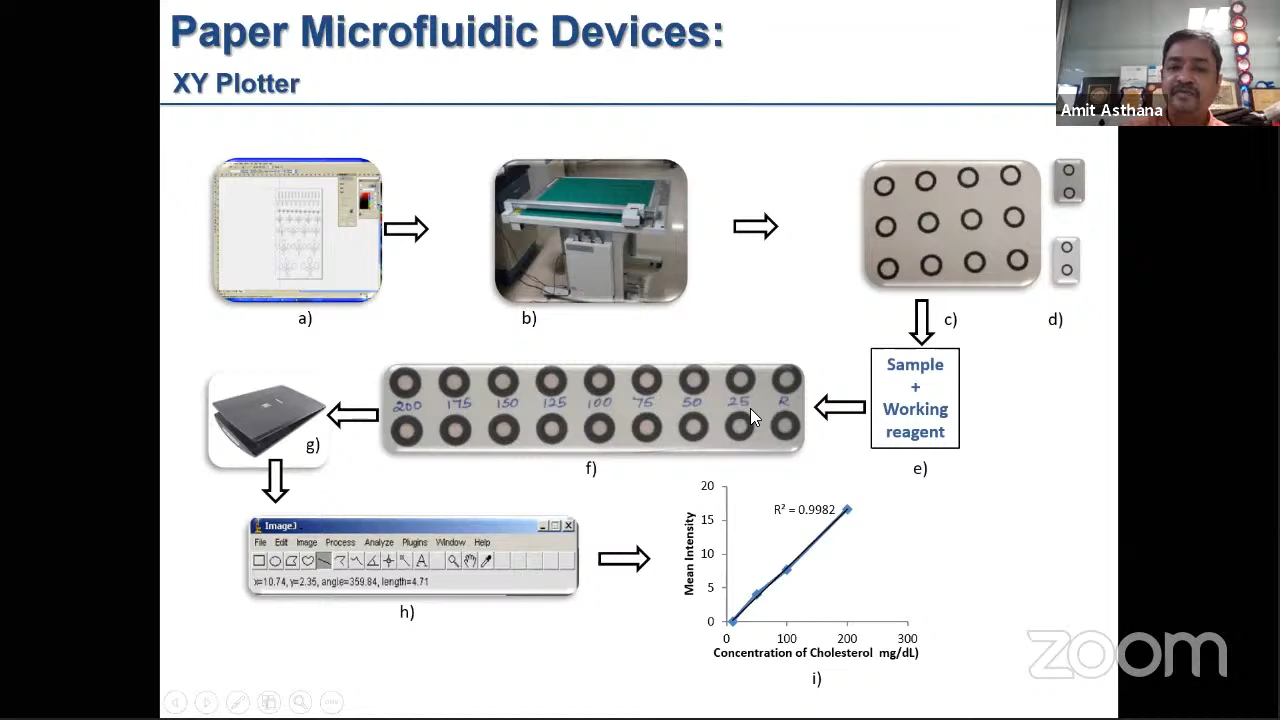 Paper Microfluidic Devices:
XY Plotter
Amit Asthana
a)
b)
c)
d)
Sample
+
Working
reagent
e)
200 175 150 125 100 75 50 25 R
f)
g)
ImageJ
File Edit Image Process Analyze Plugins Window Help
A
x=10.74, y=2.35, angle=359.84, length=4.71
h)
20
15
10
5
0
Mean Intensity
R² = 0.9982
0 100 200 300
Concentration of Cholesterol mg/dL)
i)
zoom